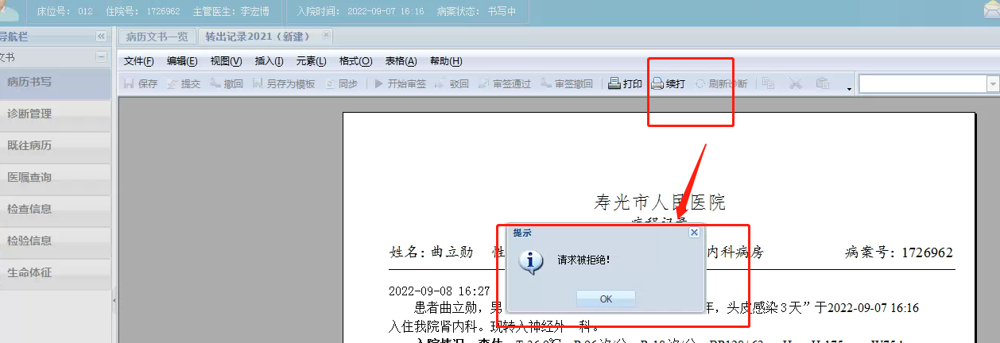 床位号: 012 住院号: 1726962 主管医生: 李宏博 入院时间: 2022-09-07 16:16 病案状态: 书写中
导航栏 « 病历文书一览 转出记录2021（新建）
文书
文件(F) 编辑(E) 视图(V) 插入(I) 元素(L) 格式(O) 表格(A) 帮助(H)
病历书写
保存 提交 撤回 另存为模板 同步 开始审签 驳回 审签通过 审签撤回 打印 续打 刷新诊断
诊断管理
既往病历
医嘱查询
检查信息
检验信息
生命体征
寿光市人民医院
病程记录
提示
请求被拒绝!
OK
姓名: 曲立勋 性 内科病房 病案号: 1726962
2022-09-08 16:27
患者曲立勋, 男 年, 头皮感染3天”于2022-09-07 16:16
入住我院肾内科。现转入神经外 科。